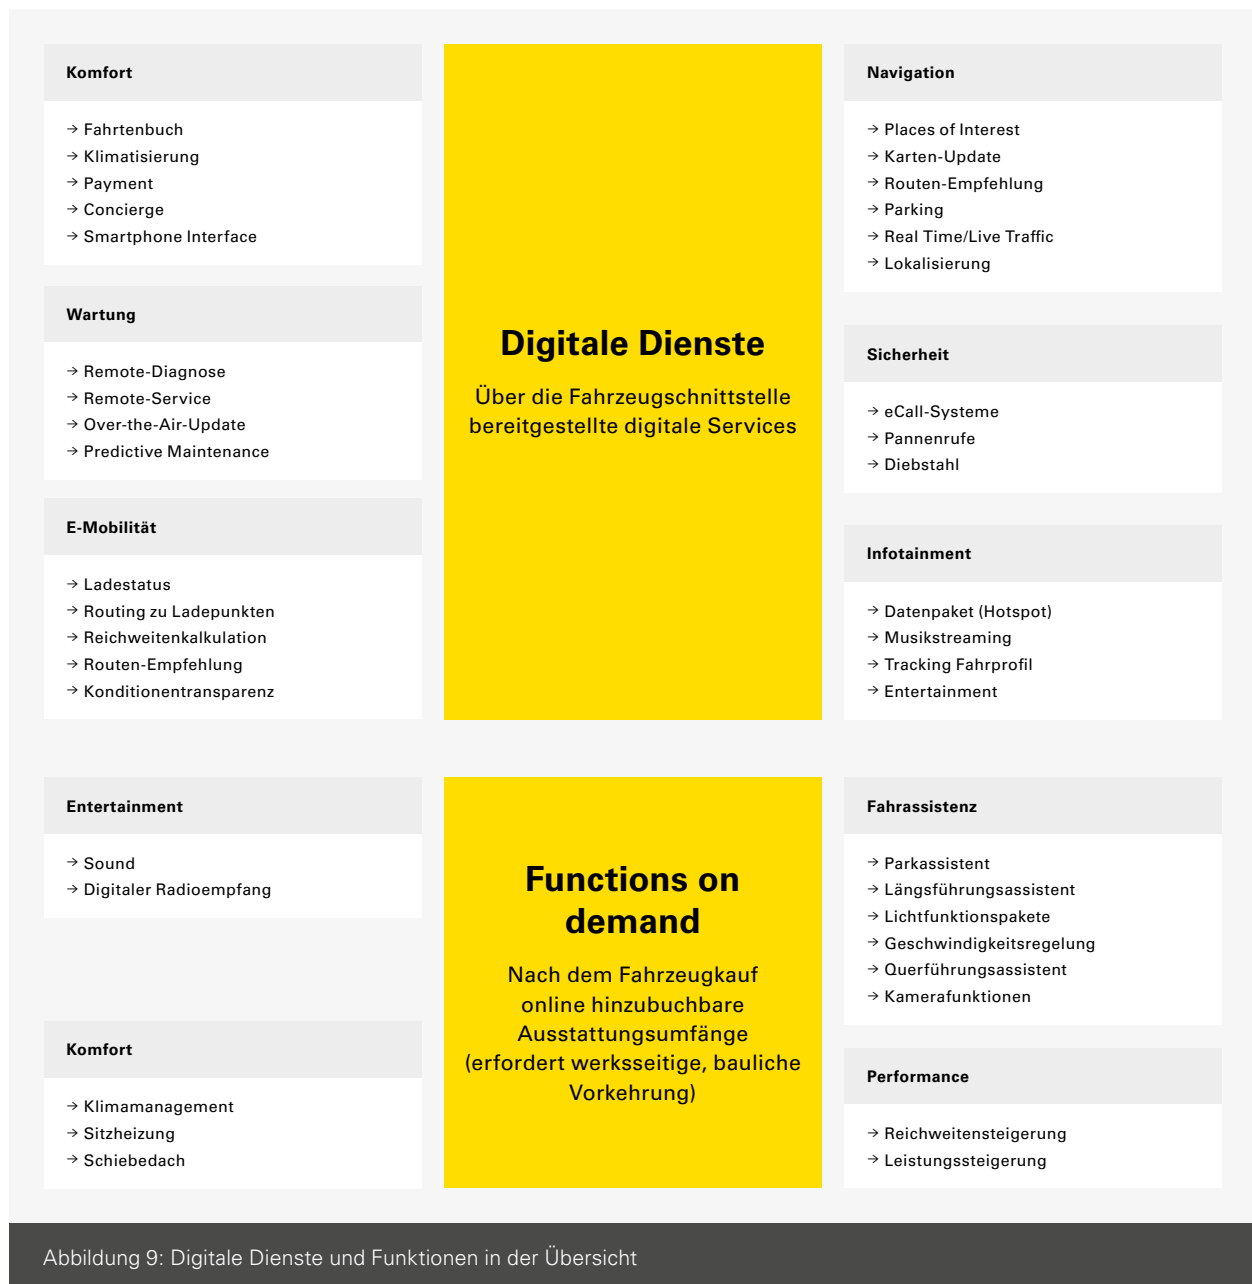 Komfort
→ Fahrtenbuch
→ Klimatisierung
→ Payment
→ Concierge
→ Smartphone Interface
Wartung
→ Remote-Diagnose
→ Remote-Service
→ Over-the-Air-Update
→ Predictive Maintenance
E-Mobilität
→ Ladestatus
→ Routing zu Ladepunkten
→ Reichweitenkalkulation
→ Routen-Empfehlung
→ Konditionentransparenz
Digitale Dienste
Über die Fahrzeugschnittstelle
bereitgestellte digitale Services
Navigation
→ Places of Interest
→ Karten-Update
→ Routen-Empfehlung
→ Parking
→ Real Time/Live Traffic
→ Lokalisierung
Sicherheit
→ eCall-Systeme
→ Pannenrufe
→ Diebstahl
Infotainment
→ Datenpaket (Hotspot)
→ Musikstreaming
→ Tracking Fahrprofil
→ Entertainment
Entertainment
→ Sound
→ Digitaler Radioempfang
Komfort
→ Klimamanagement
→ Sitzheizung
→ Schiebedach
Functions on
demand
Nach dem Fahrzeugkauf
online hinzubuchbare
Ausstattungsumfänge
(erfordert werksseitige, bauliche
Vorkehrung)
Fahrassistenz
→ Parkassistent
→ Längsführungsassistent
→ Lichtfunktionspakete
→ Geschwindigkeitsregelung
→ Querführungsassistent
→ Kamerafunktionen
Performance
→ Reichweitensteigerung
→ Leistungssteigerung
Abbildung 9: Digitale Dienste und Funktionen in der Übersicht